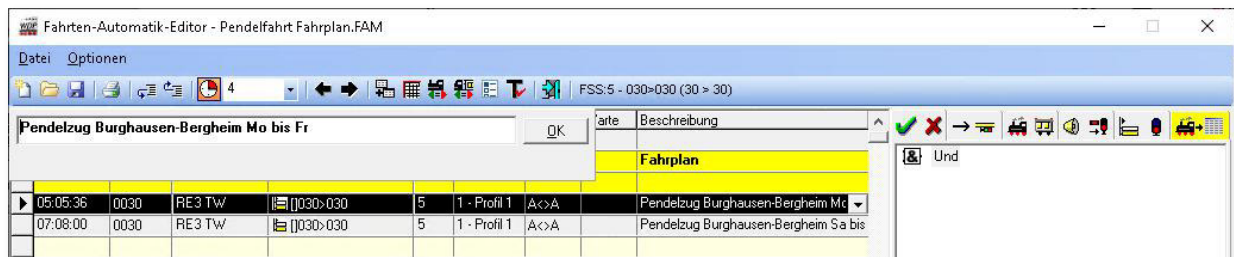 Fahrten-Automatik-Editor - Pendelfahrt Fahrplan.FAM
Datei Optionen
4 FSS:5 - 030>030 (30 > 30)
Pendelzug Burghausen-Bergheim Mo bis Fr OK
Beschreibung
Und
Fahrplan
05:05:36 0030 RE3 TW []030>030 5 1 - Profil 1 A<>A Pendelzug Burghausen-Bergheim Mo
07:08:00 0030 RE3 TW []030>030 5 1 - Profil 1 A<>A Pendelzug Burghausen-Bergheim Sa bis